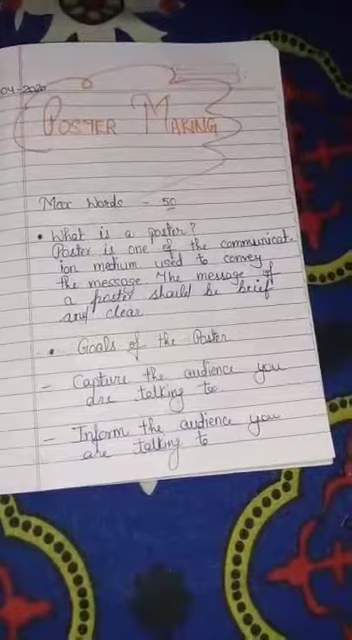 04-2020
POSTER MAKING
Max Words - 50
• What is a poster?
Poster is one of the communicat-
ion medium used to convey
the message. The message of
a poster should be brief
and clear
• Goals of the Poster
- Capture the audience you
are talking too
- Inform the audience you
are talking to